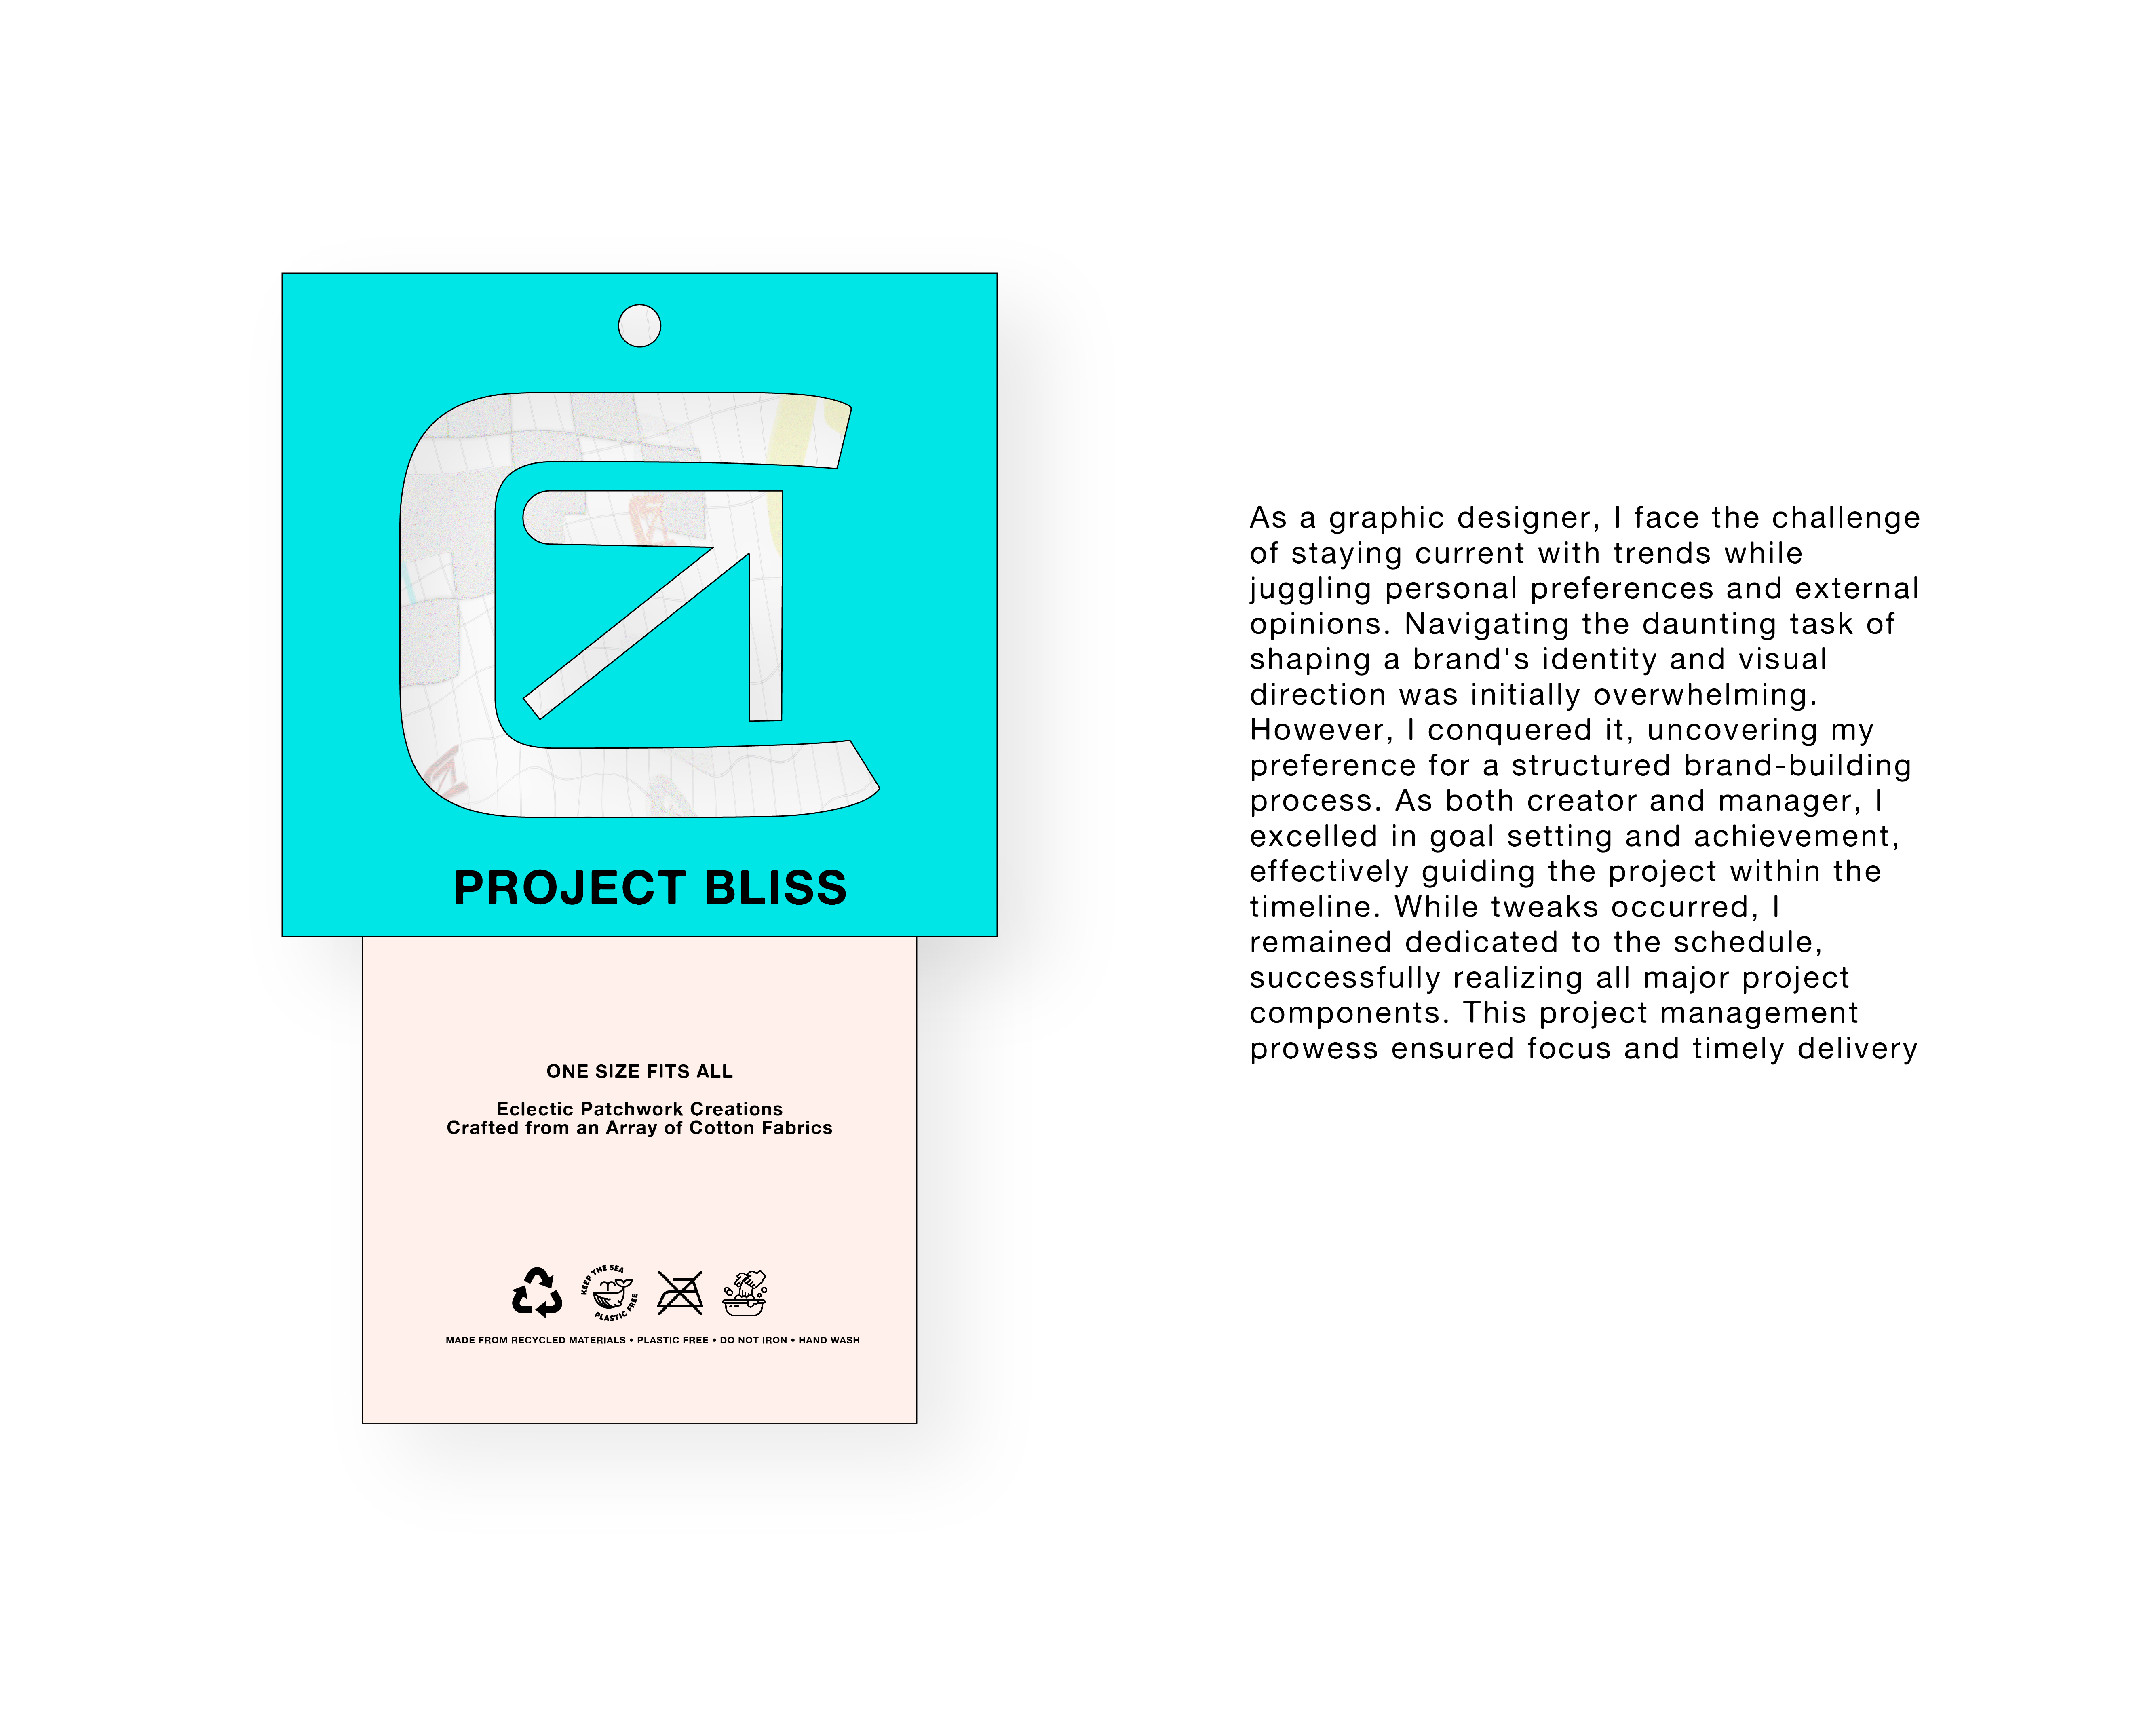 PROJECT BLISS
ONE SIZE FITS ALL
Eclectic Patchwork Creations
Crafted from an Array of Cotton Fabrics
KEEP THE SEA
PLASTIC FREE
MADE FROM RECYCLED MATERIALS • PLASTIC FREE • DO NOT IRON • HAND WASH
As a graphic designer, I face the challenge
of staying current with trends while
juggling personal preferences and external
opinions. Navigating the daunting task of
shaping a brand's identity and visual
direction was initially overwhelming.
However, I conquered it, uncovering my
preference for a structured brand-building
process. As both creator and manager, I
excelled in goal setting and achievement,
effectively guiding the project within the
timeline. While tweaks occurred, I
remained dedicated to the schedule,
successfully realizing all major project
components. This project management
prowess ensured focus and timely delivery